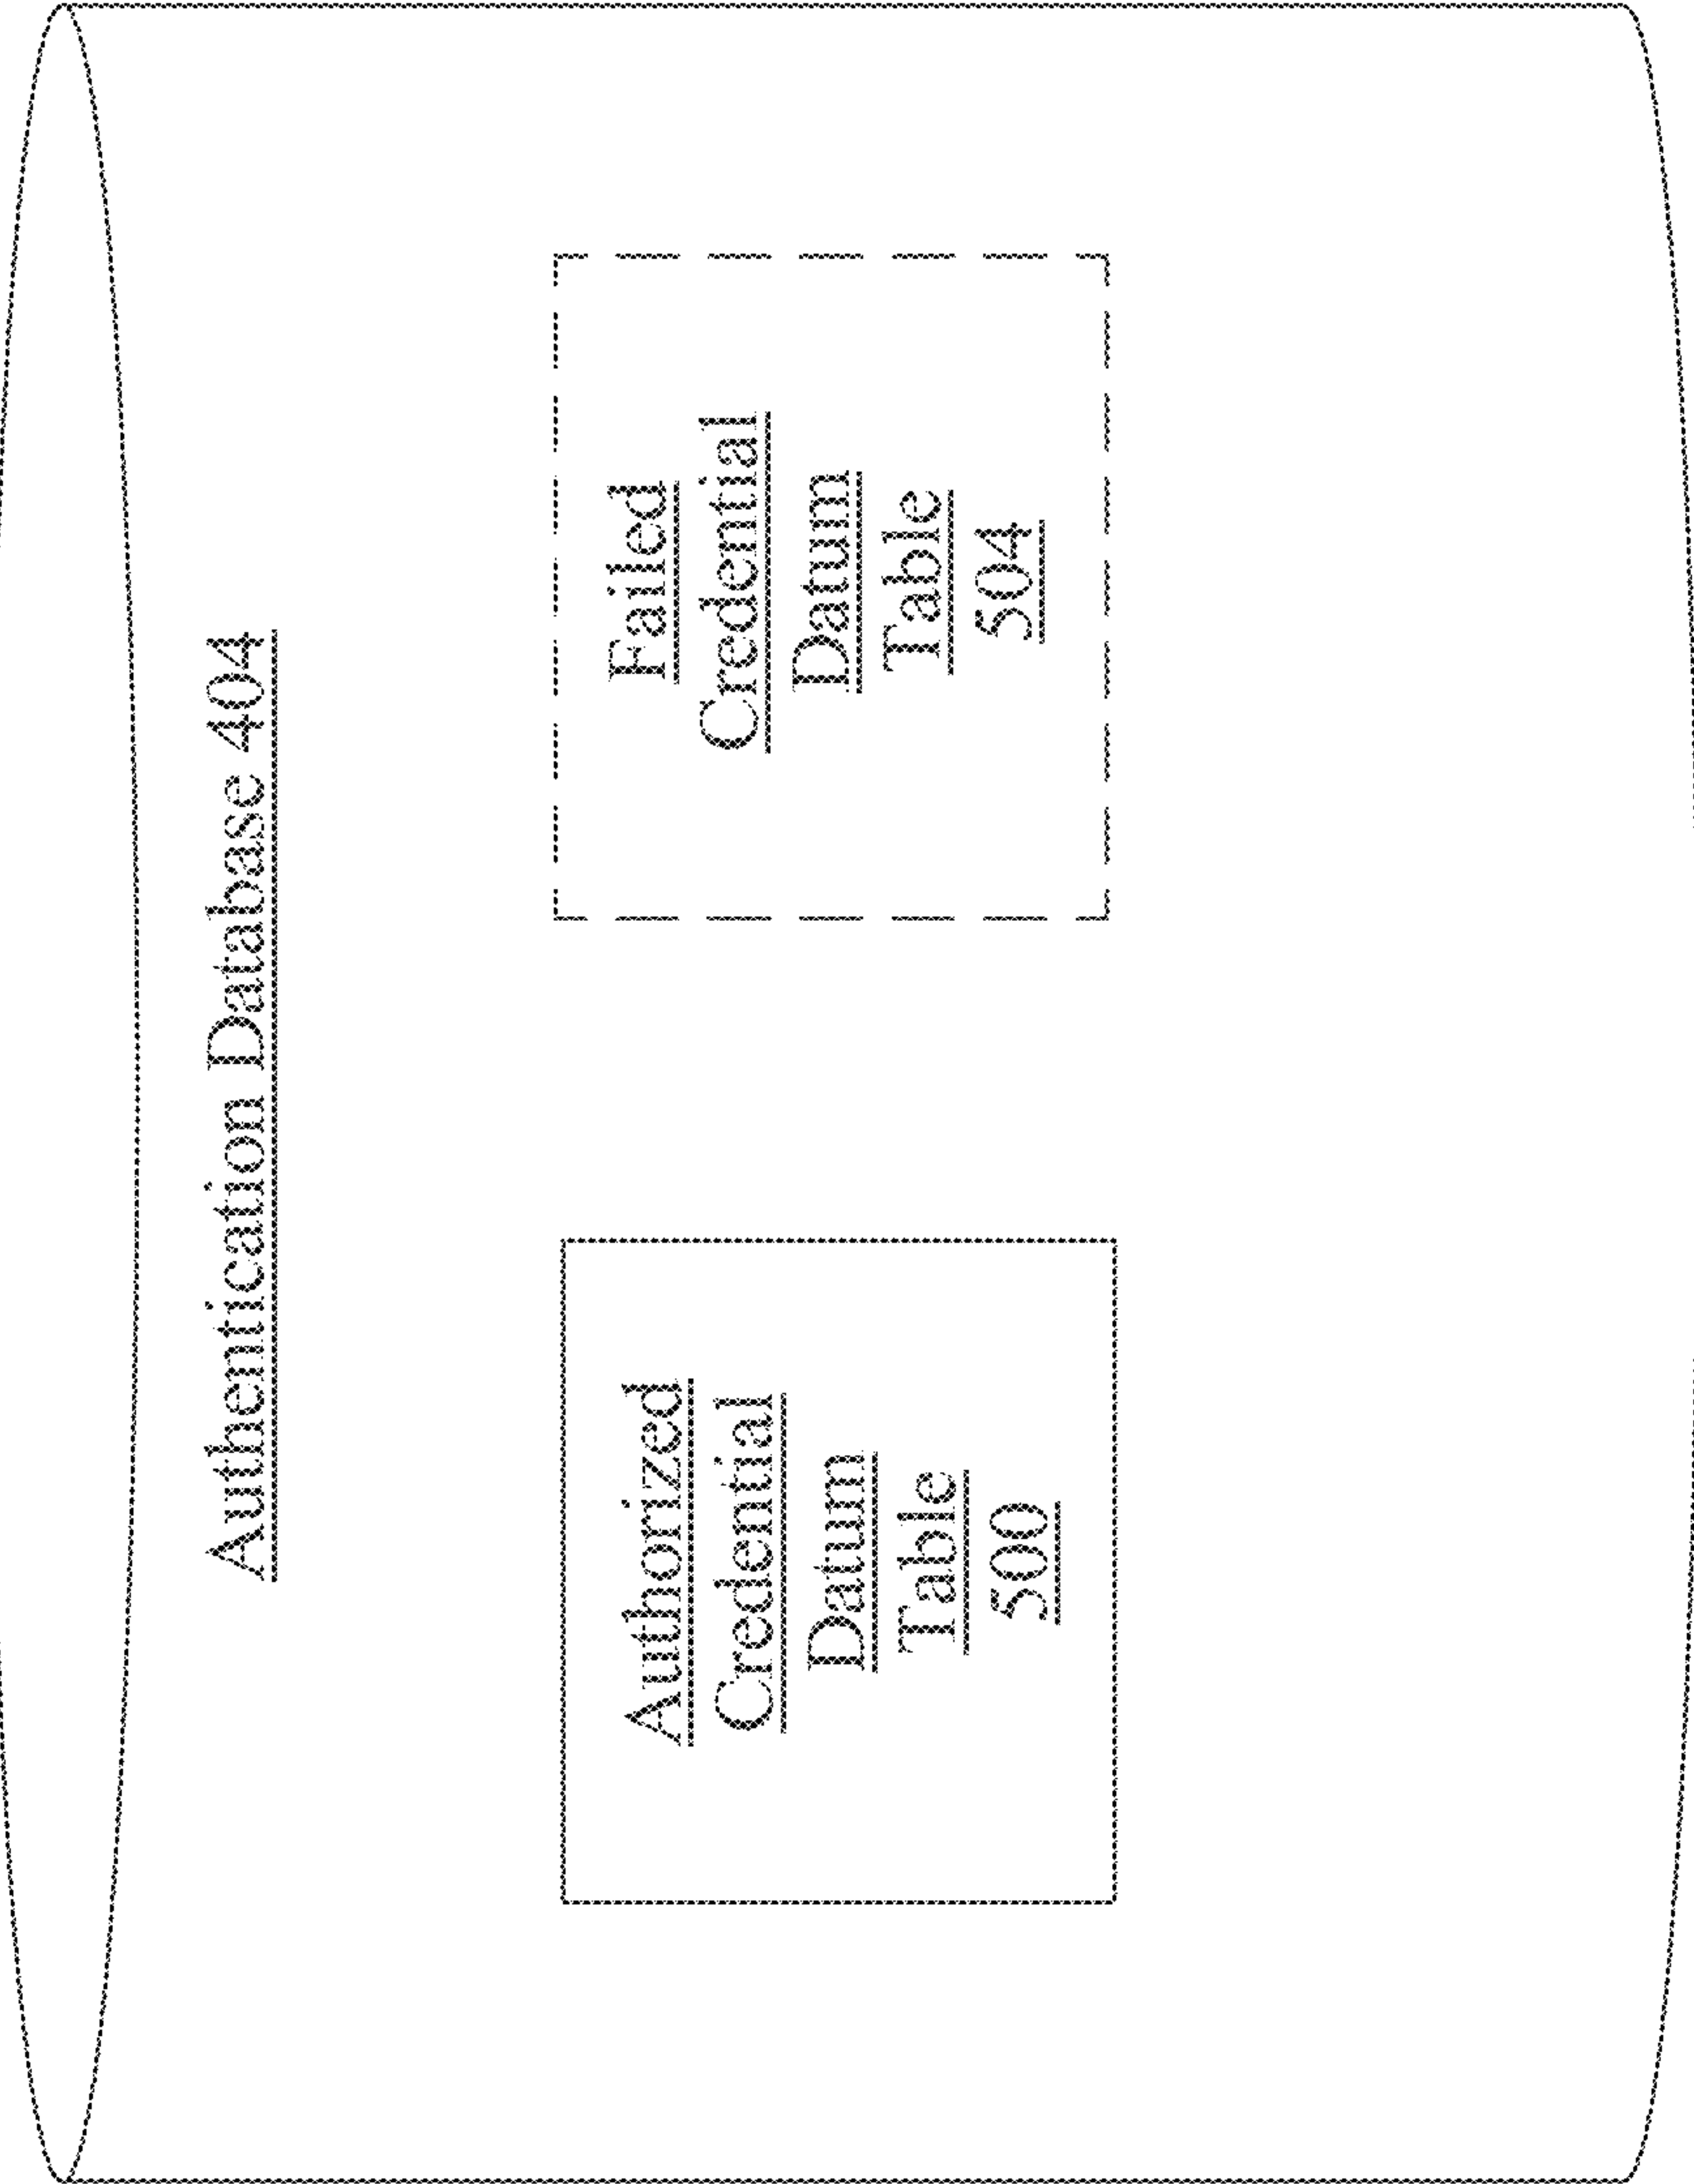 Authentication Database 404
Authorized
Credential
Datum
Table
500
Failed
Credential
Datum
Table
504